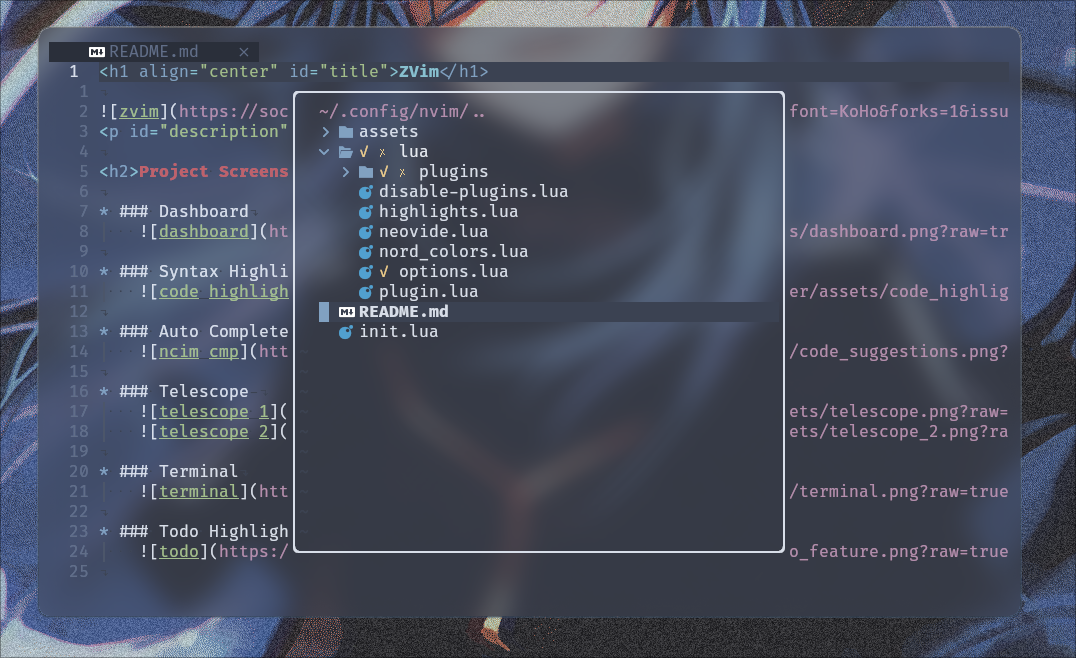 README.md ×
1 <h1 align="center" id="title">ZVim</h1>
1
2 ![zvim](https://soc font=KoHo&forks=1&issu
3 <p id="description"
4
5 <h2>Project Screens
6
7 * ### Dashboard
8 ![dashboard](ht s/dashboard.png?raw=tr
9
10 * ### Syntax Highli
11 ![code highligh er/assets/code_highlig
12
13 * ### Auto Complete
14 ![ncim cmp](htt /code_suggestions.png?
15
16 * ### Telescope
17 ![telescope 1]( ets/telescope.png?raw=
18 ![telescope 2]( ets/telescope_2.png?ra
19
20 * ### Terminal
21 ![terminal](htt /terminal.png?raw=true
22
23 * ### Todo Highligh
24 ![todo](https:/ o_feature.png?raw=true
25
~/.config/nvim/..
assets
✓ ✗ lua
✓ ✗ plugins
disable-plugins.lua
highlights.lua
neovide.lua
nord_colors.lua
✓ options.lua
plugin.lua
README.md
init.lua